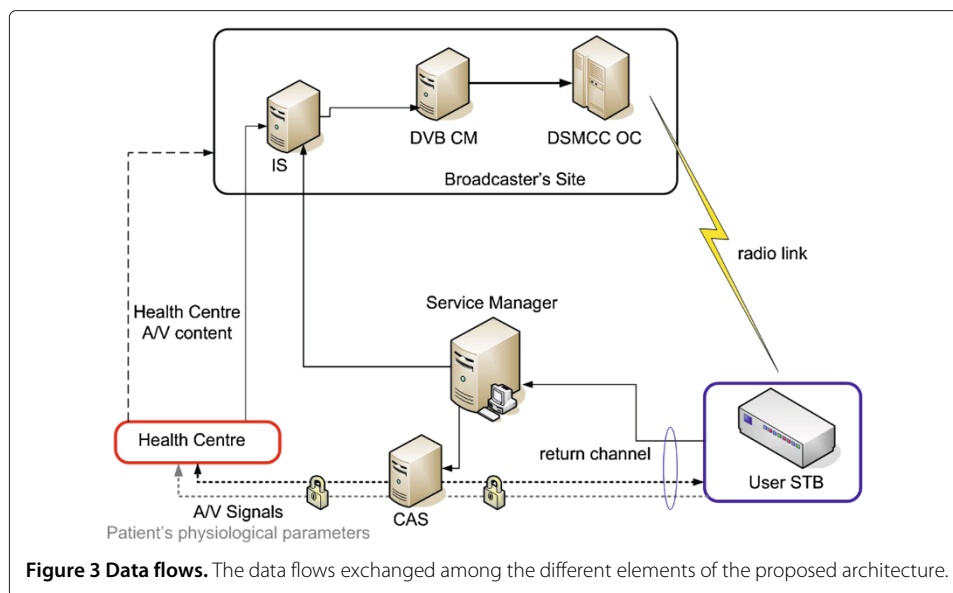 IS
DVB CM
DSMCC OC
Broadcaster's Site
radio link
Health Centre
A/V content
Service Manager
Health Centre
return channel
User STB
A/V Signals
CAS
Patient's physiological parameters
Figure 3 Data flows. The data flows exchanged among the different elements of the proposed architecture.